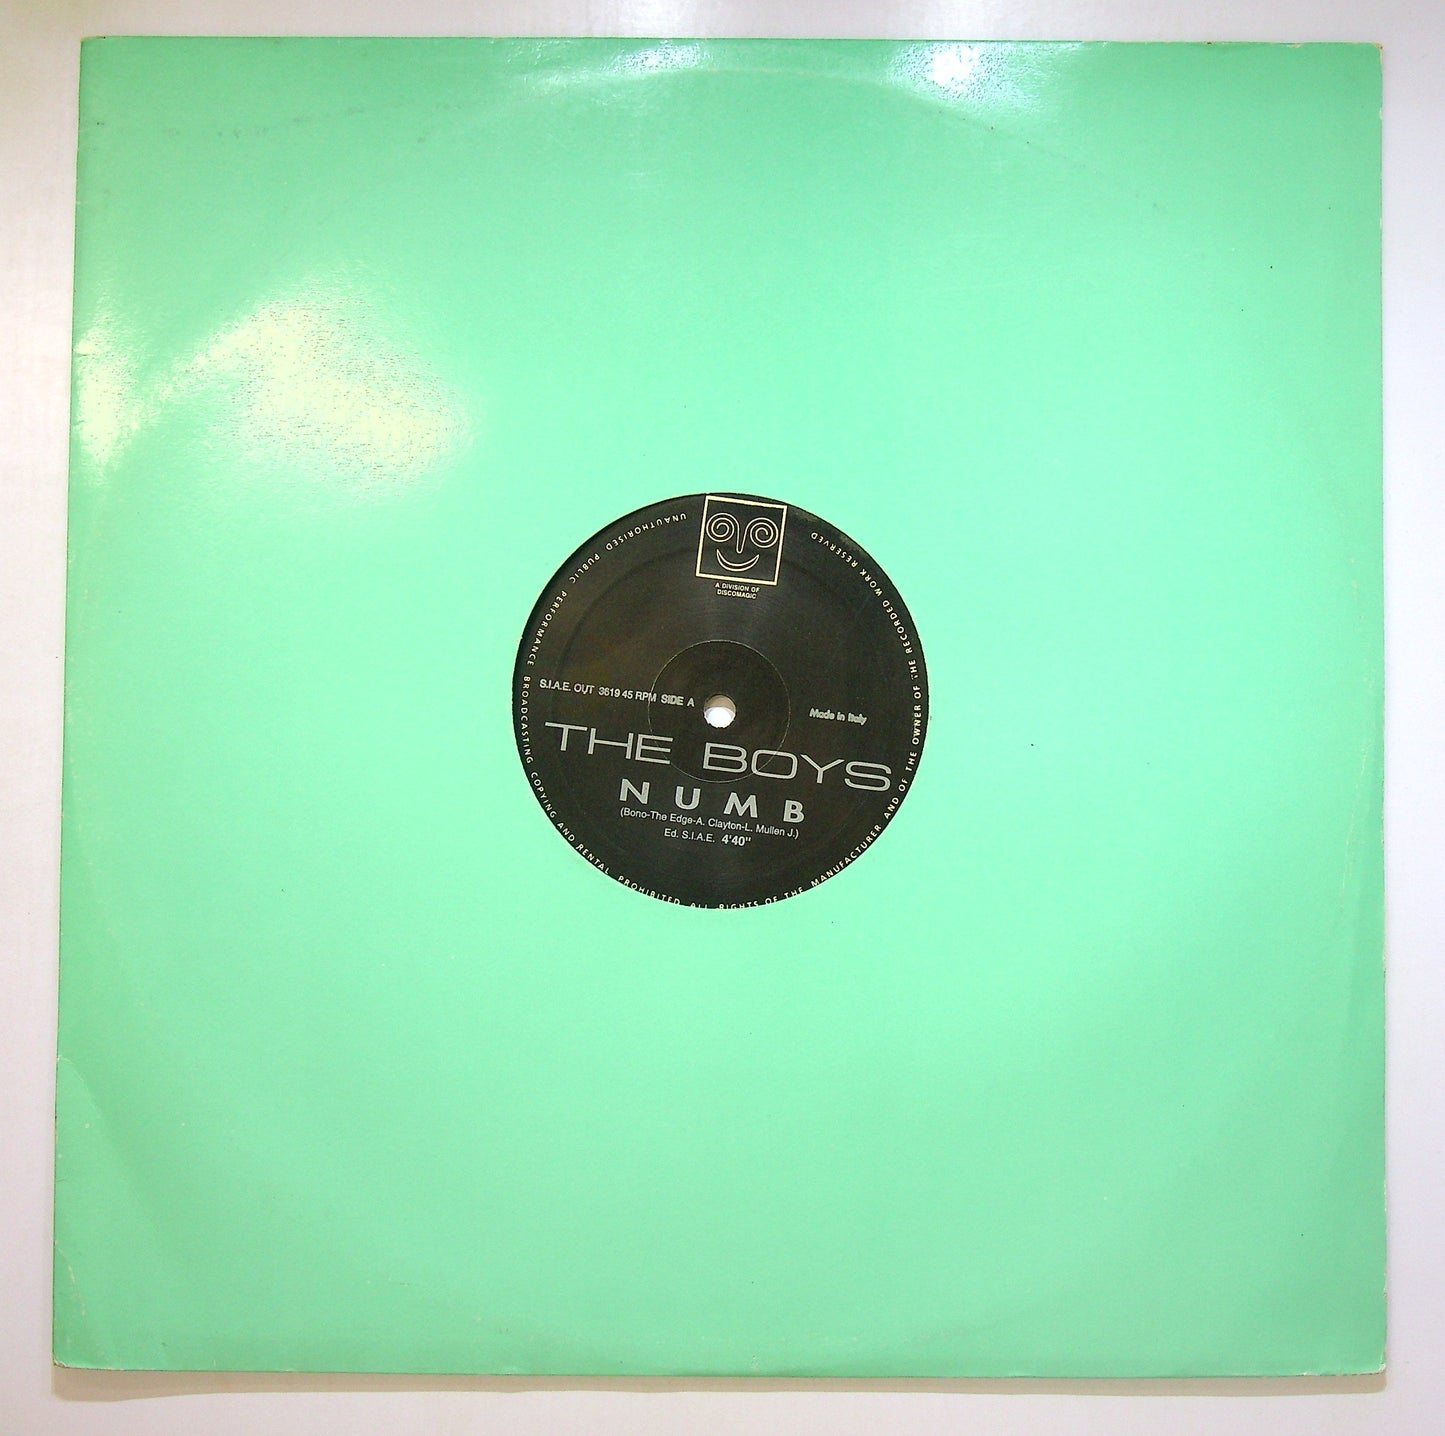 A DIVISION OF
DISCOMAGIC
S.I.A.E. OUT 3619 45 RPM SIDE A
Made in Italy
THE BOYS
NUMB
(Bono-The Edge-A. Clayton-L. Mullen J.)
Ed. S.I.A.E. 4'40"
UNAUTHORISED PUBLIC PERFORMANCE BROADCASTING COPYING AND RENTAL PROHIBITED ALL RIGHTS OF THE MANUFACTURER AND OF THE OWNER OF THE RECORDED WORK RESERVED